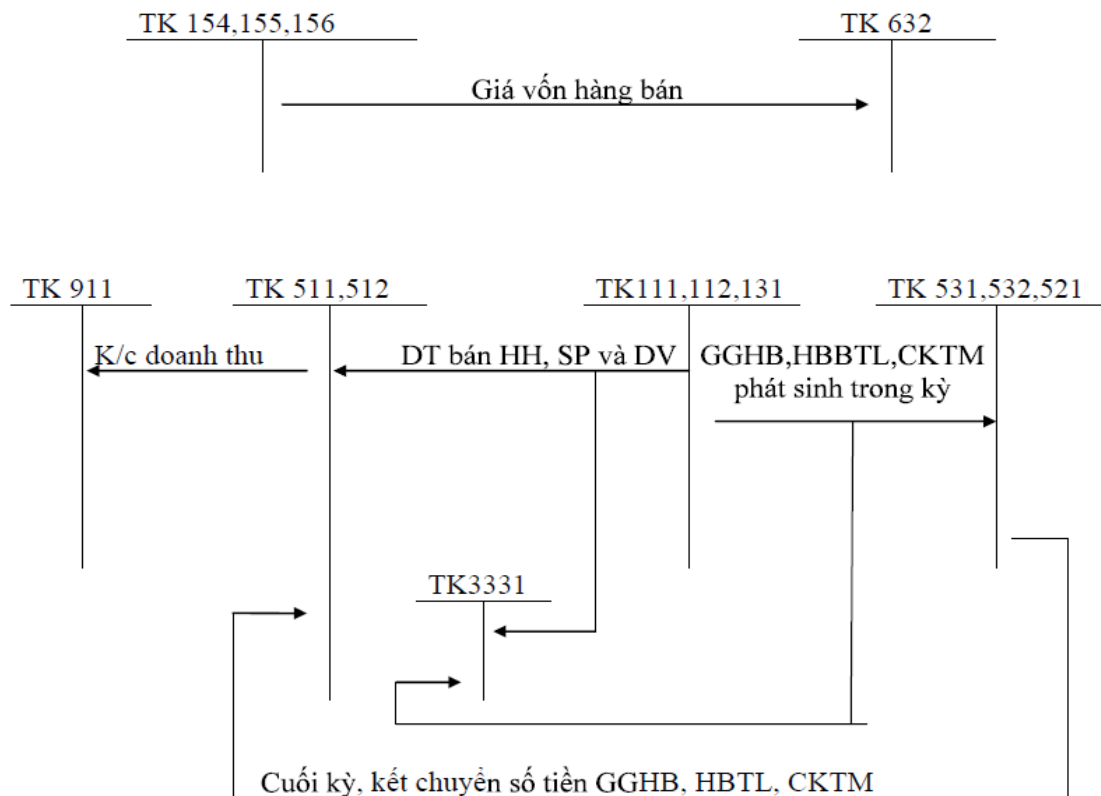 TK 154,155,156
TK 632
Giá vốn hàng bán
TK 911
TK 511,512
TK111,112,131
TK 531,532,521
K/c doanh thu
DT bán HH, SP và DV
GGHB,HBBTL,CKTM
phát sinh trong kỳ
TK3331
Cuối kỳ, kết chuyển số tiền GGHB, HBTL, CKTM